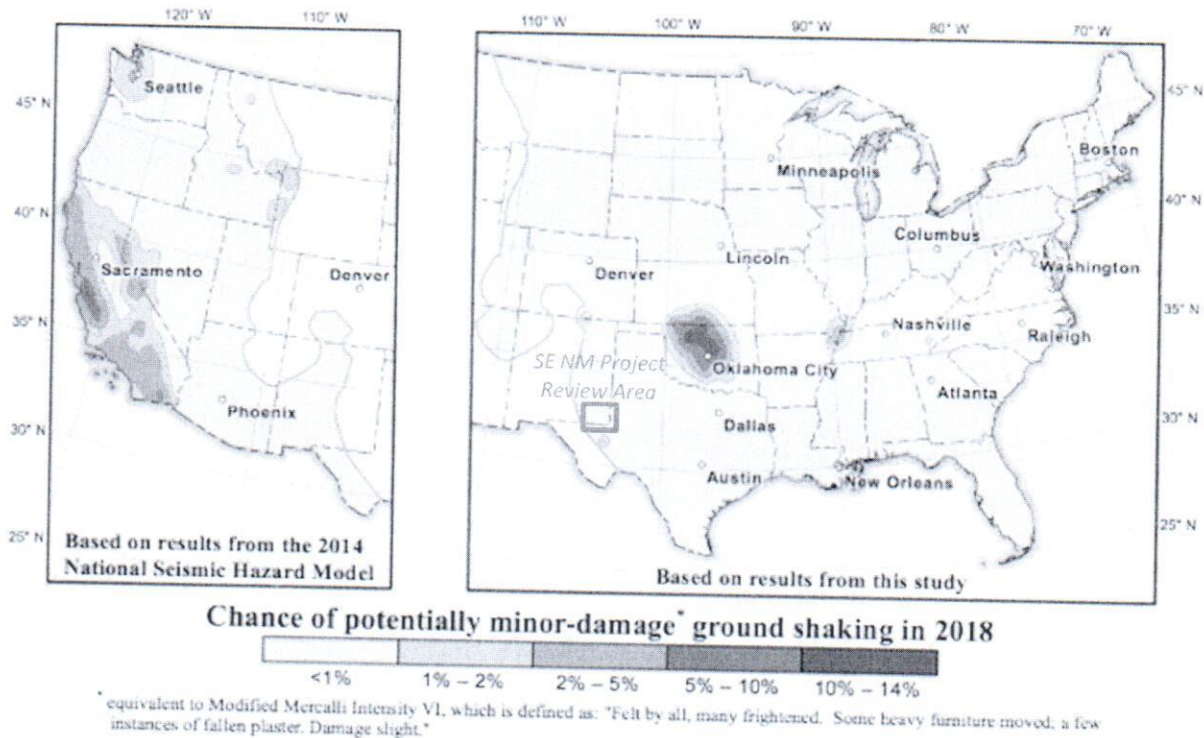 120° W 110° W
100° W 90° W 80° W 70° W
45° N
40° N
35° N
30° N
25° N
Seattle
Sacramento
Denver
Phoenix
Based on results from the 2014
National Seismic Hazard Model
45° N
40° N
35° N
30° N
25° N
Boston
Minneapolis
Columbus
Washington
Lincoln
Denver
Nashville
Raleigh
Oklahoma City
SE NM Project
Review Area
Atlanta
Dallas
Austin
New Orleans
Based on results from this study
Chance of potentially minor-damage* ground shaking in 2018
<1% 1% – 2% 2% – 5% 5% – 10% 10% – 14%
*equivalent to Modified Mercalli Intensity VI, which is defined as: "Felt by all, many frightened. Some heavy furniture moved; a few
instances of fallen plaster. Damage slight."